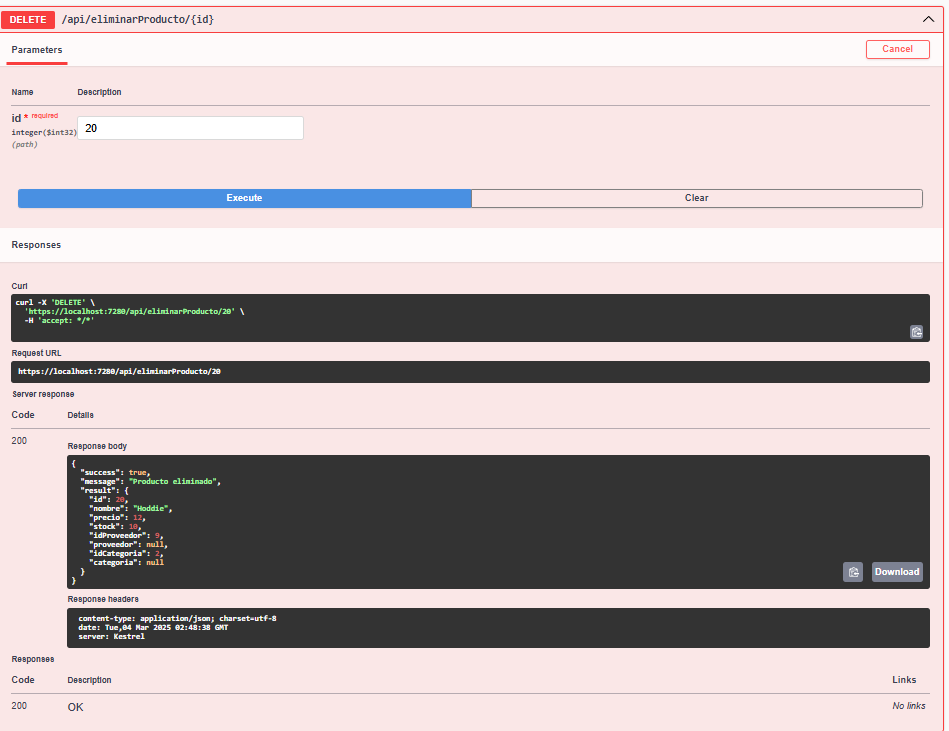 DELETE /api/eliminarProducto/{id}
Parameters
Cancel
Name Description
id * required
integer($int32)
(path)
20
Execute Clear
Responses
Curl
curl -X 'DELETE' \
'https://localhost:7280/api/eliminarProducto/20' \
-H 'accept: */*'
Request URL
https://localhost:7280/api/eliminarProducto/20
Server response
Code Details
200
Response body
{
"success": true,
"message": "Producto eliminado",
"result": {
"id": 20,
"nombre": "Hoddie",
"precio": 12,
"stock": 10,
"idProveedor": 9,
"proveedor": null,
"idCategoria": 2,
"categoria": null
}
}
Download
Response headers
content-type: application/json; charset=utf-8
date: Tue,04 Mar 2025 02:48:38 GMT
server: Kestrel
Responses
Code Description Links
200 OK No links